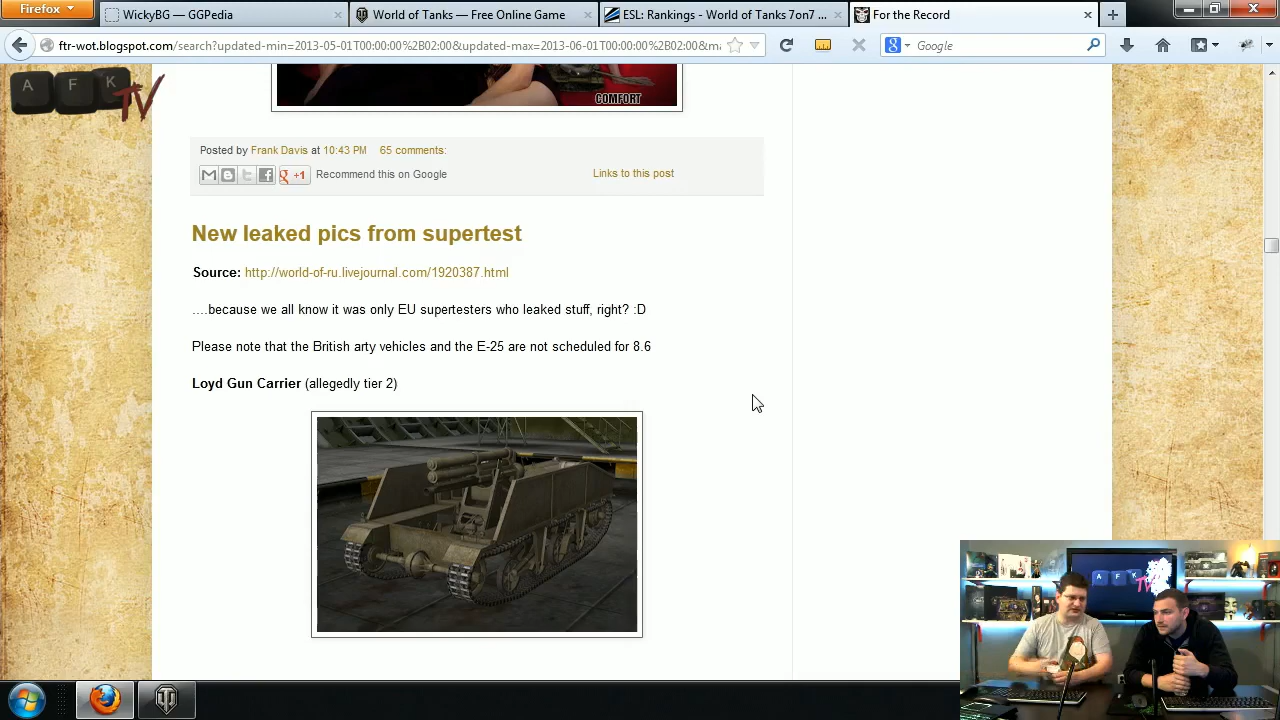 Firefox
WickyBG — GGPedia
World of Tanks — Free Online Game
ESL: Rankings - World of Tanks 7on7 ...
For the Record
ftr-wot.blogspot.com/search?updated-min=2013-05-01T00:00:00%2B02:00&updated-max=2013-06-01T00:00:00%2B02:00&m
Google
A F K TV
COMFORT
Posted by Frank Davis at 10:43 PM 65 comments:
+1 Recommend this on Google
Links to this post
New leaked pics from supertest
Source: http://world-of-ru.livejournal.com/1920387.html
....because we all know it was only EU supertesters who leaked stuff, right? :D
Please note that the British arty vehicles and the E-25 are not scheduled for 8.6
Loyd Gun Carrier (allegedly tier 2)
A F K TV